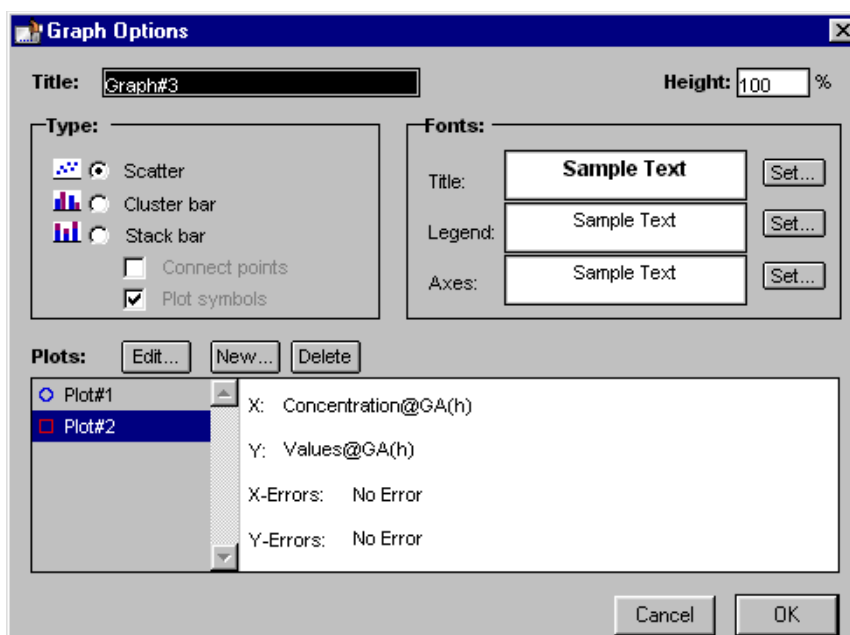 Graph Options
Title: Graph#3 Height: 100 %
Type:
Scatter
Cluster bar
Stack bar
Connect points
Plot symbols
Fonts:
Title: Sample Text Set...
Legend: Sample Text Set...
Axes: Sample Text Set...
Plots: Edit... New... Delete
Plot#1
Plot#2
X: Concentration@GA(h)
Y: Values@GA(h)
X-Errors: No Error
Y-Errors: No Error
Cancel OK